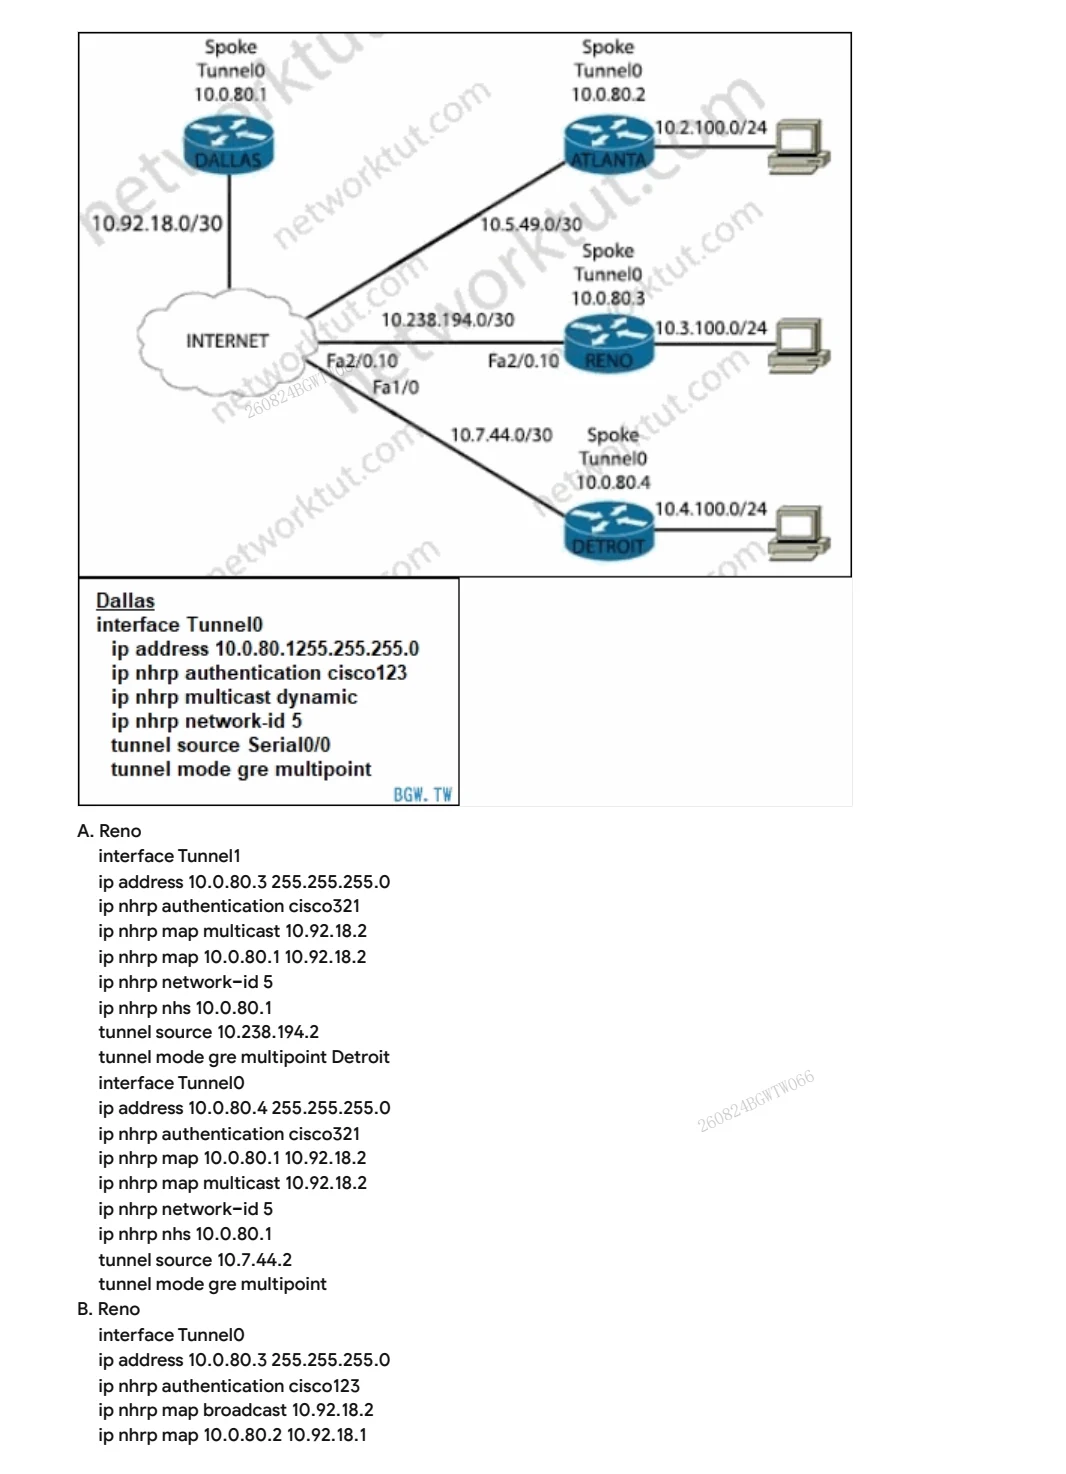 Spoke
Tunnel0
10.0.80.1
DALLAS
10.92.18.0/30
Spoke
Tunnel0
10.0.80.2
ATLANTA
10.2.100.0/24
10.5.49.0/30
INTERNET
Spoke
Tunnel0
10.0.80.3
10.238.194.0/30
RENO
10.3.100.0/24
Fa2/0.10
Fa2/0.10
Fa1/0
10.7.44.0/30
Spoke
Tunnel0
10.0.80.4
DETROIT
10.4.100.0/24
networktut.com
networktut.com
networktut.com
networktut.com
Dallas
interface Tunnel0
ip address 10.0.80.1255.255.255.0
ip nhrp authentication cisco123
ip nhrp multicast dynamic
ip nhrp network-id 5
tunnel source Serial0/0
tunnel mode gre multipoint
BGW.TW
A. Reno
interface Tunnel1
ip address 10.0.80.3 255.255.255.0
ip nhrp authentication cisco321
ip nhrp map multicast 10.92.18.2
ip nhrp map 10.0.80.1 10.92.18.2
ip nhrp network-id 5
ip nhrp nhs 10.0.80.1
tunnel source 10.238.194.2
tunnel mode gre multipoint Detroit
interface Tunnel0
ip address 10.0.80.4 255.255.255.0
260824BGWTW066
ip nhrp authentication cisco321
ip nhrp map 10.0.80.1 10.92.18.2
ip nhrp map multicast 10.92.18.2
ip nhrp network-id 5
ip nhrp nhs 10.0.80.1
tunnel source 10.7.44.2
tunnel mode gre multipoint
B. Reno
interface Tunnel0
ip address 10.0.80.3 255.255.255.0
ip nhrp authentication cisco123
ip nhrp map broadcast 10.92.18.2
ip nhrp map 10.0.80.2 10.92.18.1